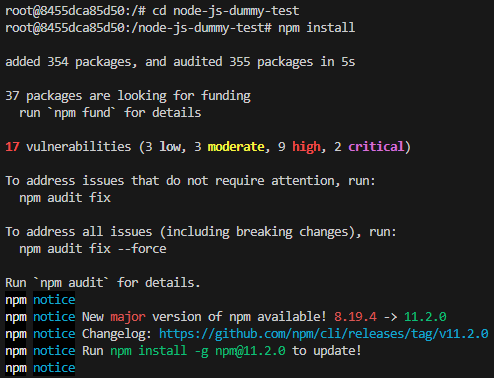 root@8455dca85d50:/# cd node-js-dummy-test
root@8455dca85d50:/node-js-dummy-test# npm install
added 354 packages, and audited 355 packages in 5s
37 packages are looking for funding
  run `npm fund` for details
17 vulnerabilities (3 low, 3 moderate, 9 high, 2 critical)
To address issues that do not require attention, run:
  npm audit fix
To address all issues (including breaking changes), run:
  npm audit fix --force
Run `npm audit` for details.
npm notice
npm notice New major version of npm available! 8.19.4 -> 11.2.0
npm notice Changelog: https://github.com/npm/cli/releases/tag/v11.2.0
npm notice Run npm install -g npm@11.2.0 to update!
npm notice